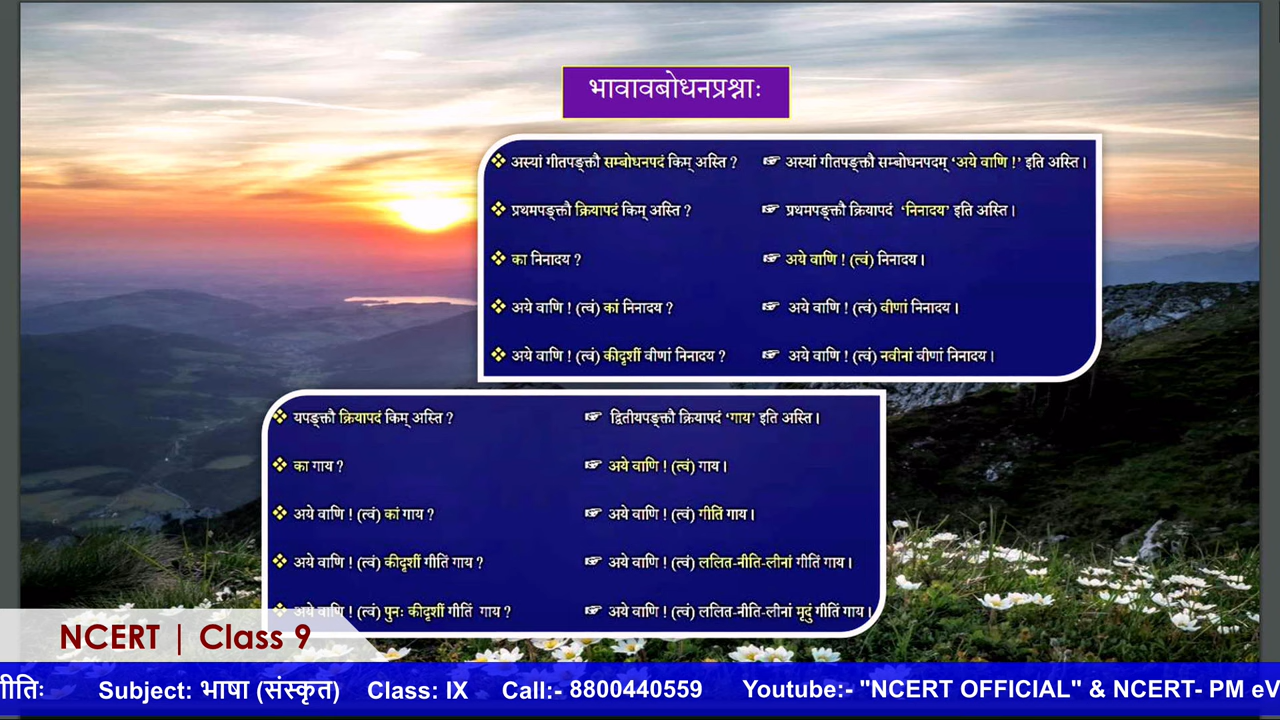 भावावबोधनप्रश्नाः
❖ अस्यां गीतपङ्क्तौ सम्बोधनपदं किम् अस्ति ? ☞ अस्यां गीतपङ्क्तौ सम्बोधनपदम् ‘अये वाणि !’ इति अस्ति।
❖ प्रथमपङ्क्तौ क्रियापदं किम् अस्ति ? ☞ प्रथमपङ्क्तौ क्रियापदं ‘निनादय’ इति अस्ति।
❖ का निनादय ? ☞ अये वाणि ! (त्वं) निनादय।
❖ अये वाणि ! (त्वं) कां निनादय ? ☞ अये वाणि ! (त्वं) वीणां निनादय।
❖ अये वाणि ! (त्वं) कीदृशीं वीणां निनादय ? ☞ अये वाणि ! (त्वं) नवीनां वीणां निनादय।
❖ यपङ्क्तौ क्रियापदं किम् अस्ति ? ☞ द्वितीयपङ्क्तौ क्रियापदं ‘गाय’ इति अस्ति।
❖ का गाय ? ☞ अये वाणि ! (त्वं) गाय।
❖ अये वाणि ! (त्वं) कां गाय ? ☞ अये वाणि ! (त्वं) गीतिं गाय।
❖ अये वाणि ! (त्वं) कीदृशीं गीतिं गाय ? ☞ अये वाणि ! (त्वं) ललित-नीति-लीनां गीतिं गाय।
❖ अये वाणि ! (त्वं) पुनः कीदृशीं गीतिं गाय ? ☞ अये वाणि ! (त्वं) ललित-नीति-लीनां मृदुं गीतिं गाय।
NCERT | Class 9
गीतिः Subject: भाषा (संस्कृत) Class: IX Call:- 8800440559 Youtube:- "NCERT OFFICIAL" & NCERT- PM eV